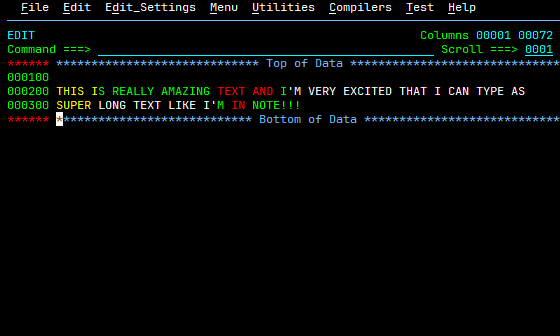 File Edit Edit_Settings Menu Utilities Compilers Test Help
EDIT Columns 00001 00072
Command ===> Scroll ===> 0001
****** ***************************** Top of Data ******************************
000100
000200 THIS IS REALLY AMAZING TEXT AND I'M VERY EXCITED THAT I CAN TYPE AS
000300 SUPER LONG TEXT LIKE I'M IN NOTE!!!
****** **************************** Bottom of Data ****************************